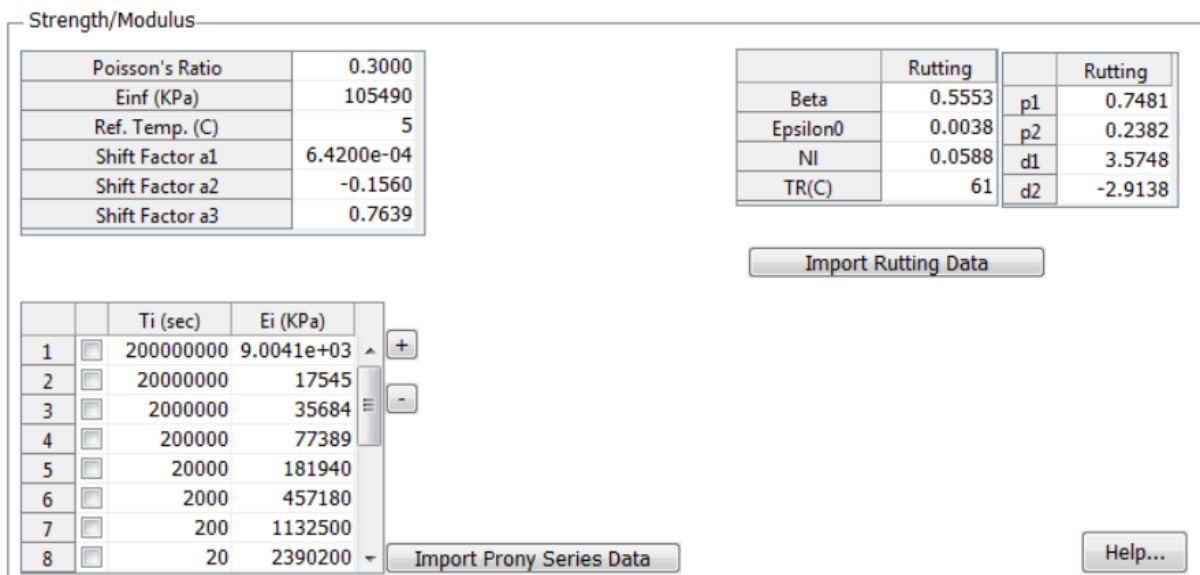 Strength/Modulus
Poisson's Ratio 0.3000
Einf (KPa) 105490
Ref. Temp. (C) 5
Shift Factor a1 6.4200e-04
Shift Factor a2 -0.1560
Shift Factor a3 0.7639
Rutting
Beta 0.5553
Epsilon0 0.0038
NI 0.0588
TR(C) 61
Rutting
p1 0.7481
p2 0.2382
d1 3.5748
d2 -2.9138
Import Rutting Data
Ti (sec) Ei (KPa)
1 200000000 9.0041e+03
2 20000000 17545
3 2000000 35684
4 200000 77389
5 20000 181940
6 2000 457180
7 200 1132500
8 20 2390200
+
-
Import Prony Series Data
Help...